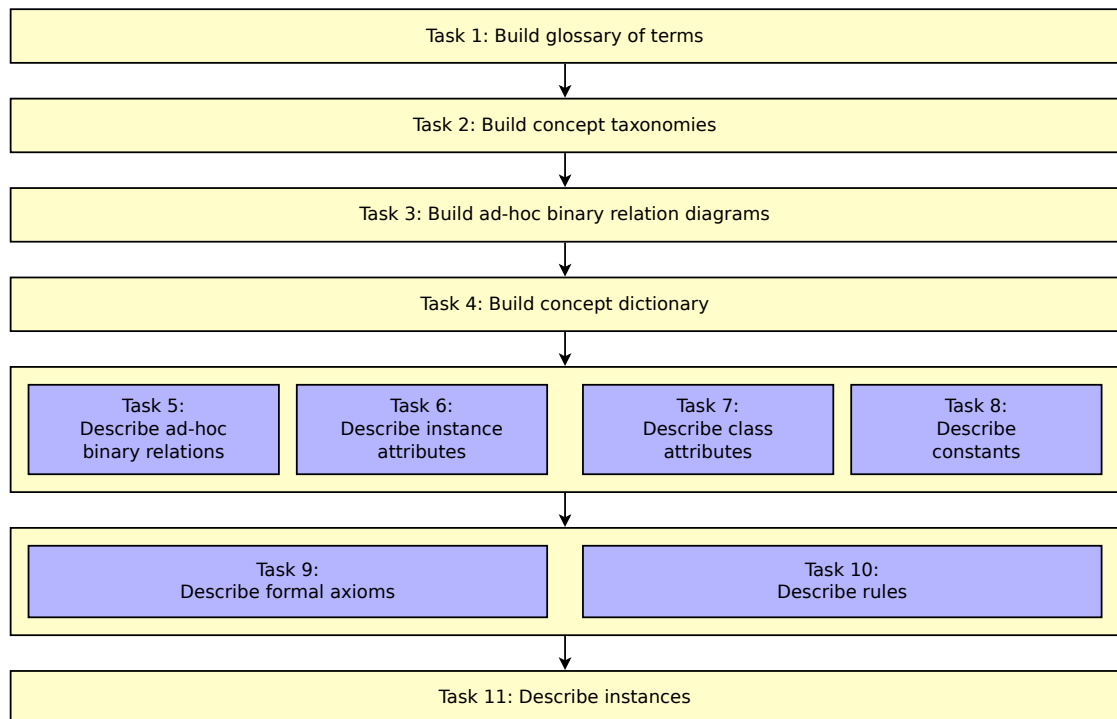 Task 1: Build glossary of terms
Task 2: Build concept taxonomies
Task 3: Build ad-hoc binary relation diagrams
Task 4: Build concept dictionary
Task 5:
Describe ad-hoc
binary relations
Task 6:
Describe instance
attributes
Task 7:
Describe class
attributes
Task 8:
Describe
constants
Task 9:
Describe formal axioms
Task 10:
Describe rules
Task 11: Describe instances